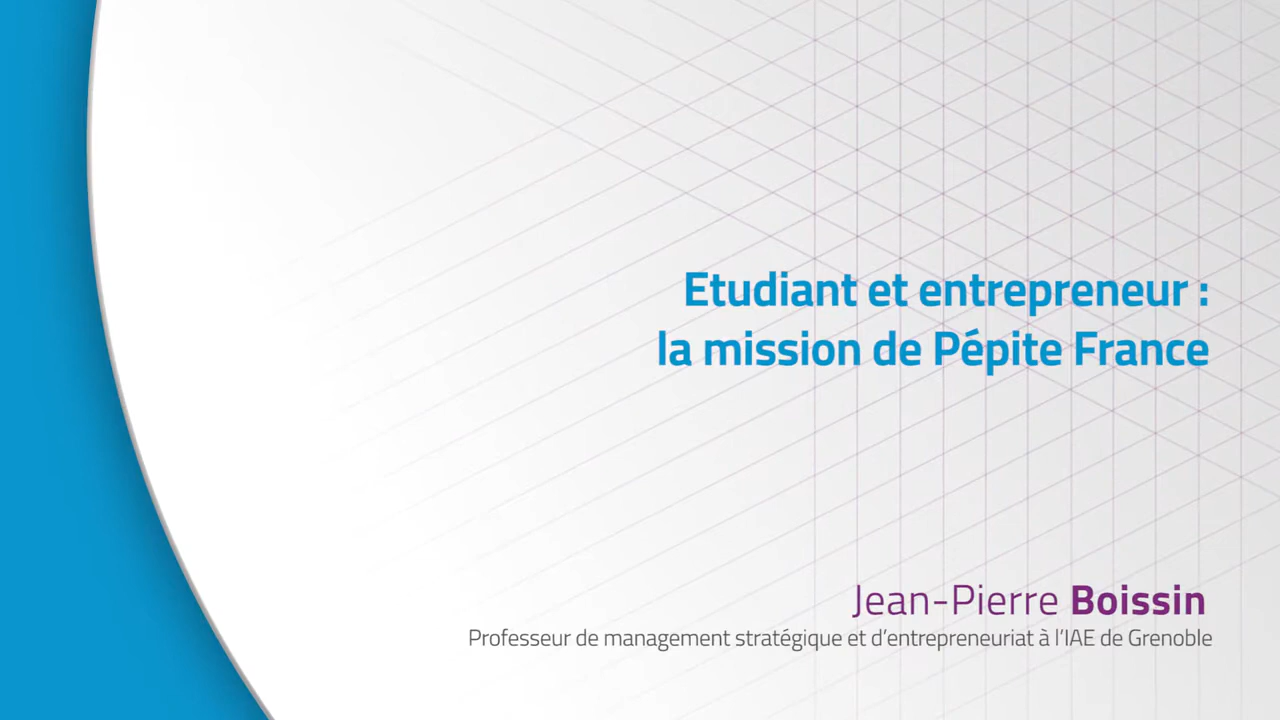 Etudiant et entrepreneur :
la mission de Pépite France
Jean-Pierre Boissin
Professeur de management stratégique et d’entrepreneuriat à l’IAE de Grenoble